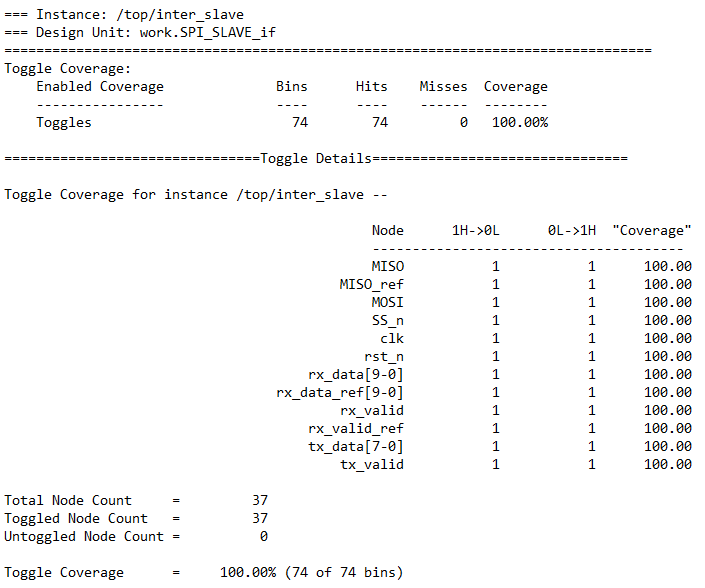 === Instance: /top/inter_slave
=== Design Unit: work.SPI_SLAVE_if
=================================================================================
Toggle Coverage:
    Enabled Coverage              Bins      Hits    Misses  Coverage
    ----------------              ----      ----    ------  --------
    Toggles                         74        74         0   100.00%
================================Toggle Details================================
Toggle Coverage for instance /top/inter_slave --
                                              Node      1H->0L      0L->1H  "Coverage"
                                              ---------------------------------------
                                              MISO           1           1      100.00
                                          MISO_ref           1           1      100.00
                                              MOSI           1           1      100.00
                                              SS_n           1           1      100.00
                                               clk           1           1      100.00
                                             rst_n           1           1      100.00
                                      rx_data[9-0]           1           1      100.00
                                  rx_data_ref[9-0]           1           1      100.00
                                          rx_valid           1           1      100.00
                                      rx_valid_ref           1           1      100.00
                                      tx_data[7-0]           1           1      100.00
                                          tx_valid           1           1      100.00
Total Node Count     =         37
Toggled Node Count   =         37
Untoggled Node Count =          0
Toggle Coverage      =     100.00% (74 of 74 bins)